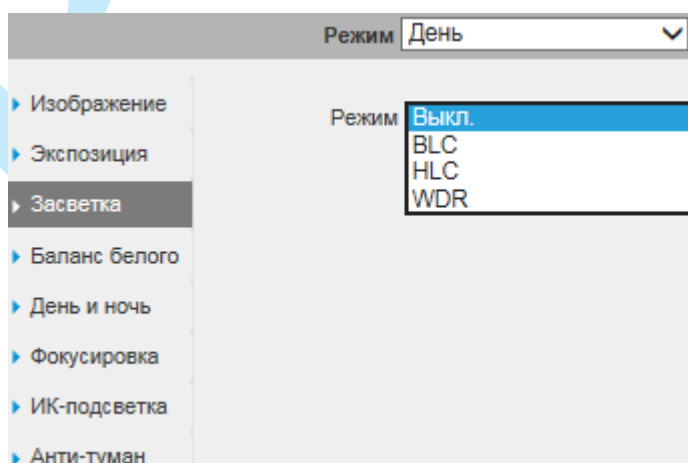 Режим День
Изображение
Режим Выкл.
BLC
Экспозиция
HLC
WDR
Засветка
Баланс белого
День и ночь
Фокусировка
ИК-подсветка
Анти-туман